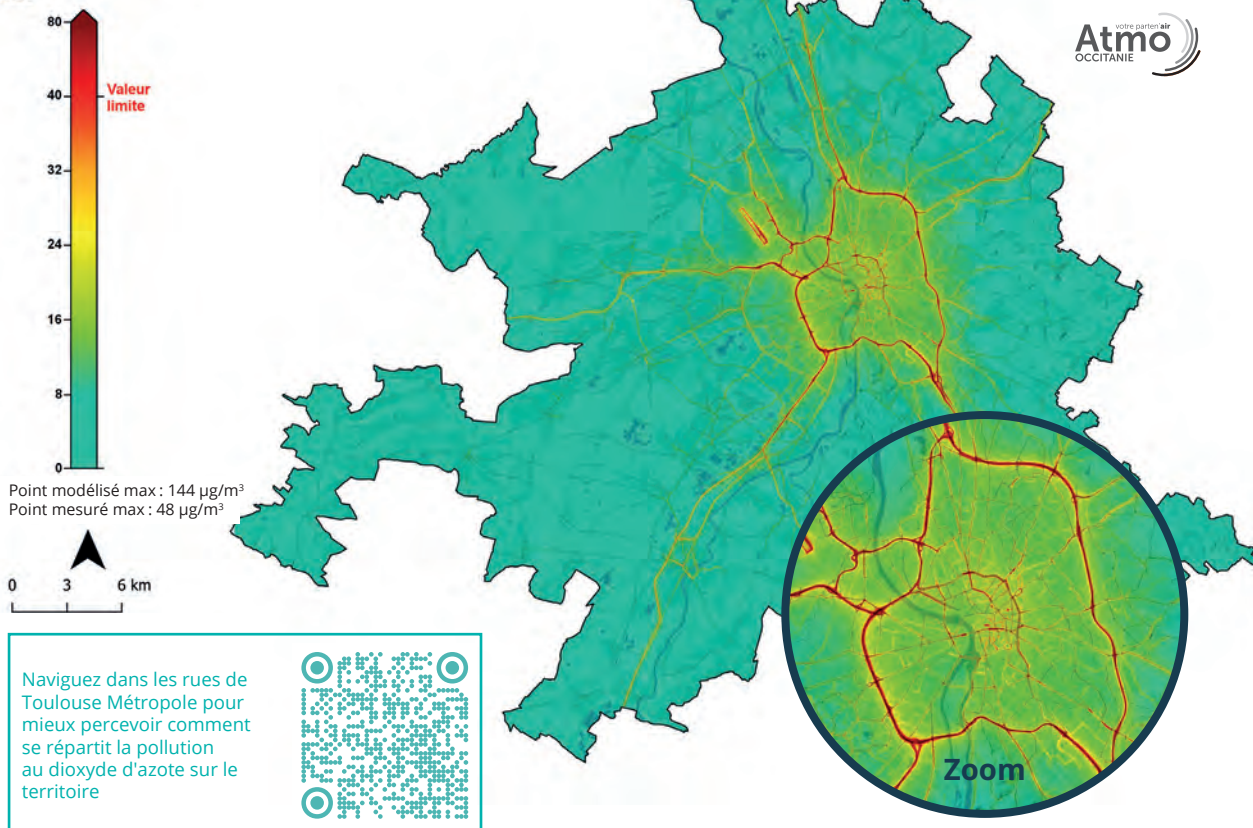 80
40
32
24
16
8
0
Valeur
limite
votre parten'air
Atmo
OCCITANIE
Point modélisé max : 144 µg/m³
Point mesuré max : 48 µg/m³
0 3 6 km
Naviguez dans les rues de
Toulouse Métropole pour
mieux percevoir comment
se répartit la pollution
au dioxyde d'azote sur le
territoire
Zoom